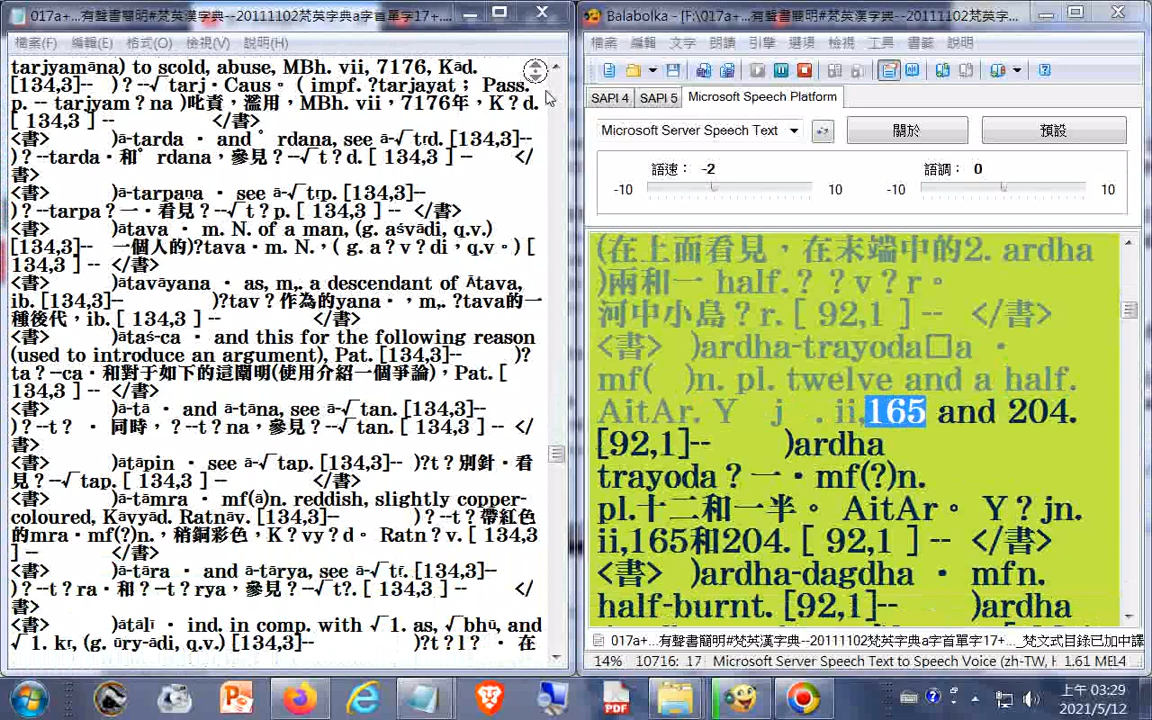 017a+...有聲書簡明#梵英漢字典--20111102梵英字典a字首單字17+...
檔案(F) 編輯(E) 格式(O) 檢視(V) 說明(H)
tarjyamāna) to scold, abuse, MBh. vii, 7176, Kād.
[134,3]-- )?--√tarj‧Caus。 ( impf. ?tarjayat； Pass.
p. -- tarjyam？na )叱責，濫用，MBh. vii，7176年，K？d.
[ 134,3 ] -- </書>
<書> )ā-tarda ‧ and ˚ rdana, see ā-√tṛd. [134,3]--
)？--tarda‧和˚ rdana，參見？--√t？d. [ 134,3 ] -- </
書>
<書> )ā-tarpaṇa ‧ see ā-√tṛp. [134,3]--
)？--tarpa？一‧看見？--√t？p. [ 134,3 ] -- </書>
<書> )ātava ‧ m. N. of a man, (g. aśvādi, q.v.)
[134,3]-- 一個人的)?tava‧m. N.，( g. a？v？di，q.v。) [
134,3 ] -- </書>
<書> )ātavāyana ‧ as, m,. a descendant of Ātava,
ib. [134,3]-- )?tav？作為的yana‧，m,. ?tava的一
種後代，ib. [ 134,3 ] -- </書>
<書> )ātaś-ca ‧ and this for the following reason
(used to introduce an argument), Pat. [134,3]-- )?
ta？--ca‧和對于如下的這闡明(使用介紹一個爭論)，Pat. [
134,3 ] -- </書>
<書> )ā-tā ‧ and ā-tāna, see ā-√tan. [134,3]--
)？--t？‧ 同時，？--t？na，參見？--√tan. [ 134,3 ] -- </
書>
<書> )ātāpin ‧ see ā-√tap. [134,3]-- )?t？別針‧看
見？--√tap. [ 134,3 ] -- </書>
<書> )ā-tāmra ‧ mf(ā)n. reddish, slightly copper-
coloured, Kāvyād. Ratnāv. [134,3]-- )？--t？帶紅色
的mra‧mf(?)n.，稍銅彩色，K？vy？d。 Ratn？v. [ 134,3
] -- </書>
<書> )ā-tāra ‧ and ā-tārya, see ā-√tṝ. [134,3]--
)？--t？ra‧和？--t？rya，參見？--√t?. [ 134,3 ] -- </
書>
<書> )ātālī ‧ ind. in comp. with √1. as, √bhū, and
√1. kṛ, (g. ūry-ādi, q.v.) [134,3]-- )?t？l？‧ 在
Balabolka - [F:\017a+...有聲書簡明#梵英漢字典--20111102梵英字...
檔案 編輯 文字 朗讀 引擎 選項 檢視 工具 書籤 說明
SAPI 4 SAPI 5 Microsoft Speech Platform
Microsoft Server Speech Text 關於 預設
語速： -2 語調： 0
-10 10 -10 10
(在上面看見，在末端中的2. ardha
)兩和一 half.？？v？r。
河中小島？r. [ 92,1 ] -- </書>
<書> )ardha-trayoda□a ‧
mf( )n. pl. twelve and a half.
AitAr. Y j . ii,165 and 204.
[92,1]-- )ardha
trayoda？一‧mf(?)n.
pl.十二和一半。 AitAr。 Y？jn.
ii,165和204. [ 92,1 ] -- </書>
<書> )ardha-dagdha ‧ mfn.
half-burnt. [92,1]-- )ardha
017a+...有聲書簡明#梵英漢字典--20111102梵英字典a字首單字17+..._梵文式目錄已加中譯
14% 10716: 17 Microsoft Server Speech Text to Speech Voice (zh-TW, H 1.61 MB
上午 03:29
2021/5/12